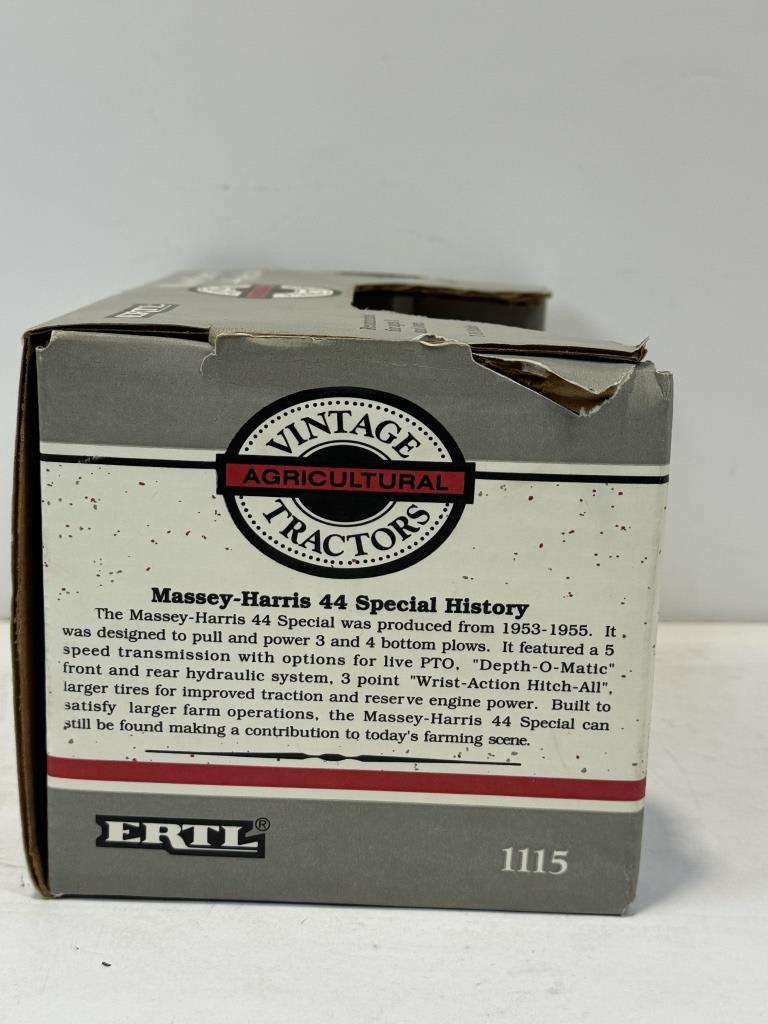 ERTL
VINTAGE
AGRICULTURAL
TRACTORS
Massey-Harris 44 Special History
The Massey-Harris 44 Special was produced from 1953-1955. It
was designed to pull and power 3 and 4 bottom plows. It featured a 5
speed transmission with options for live PTO, "Depth-O-Matic"
front and rear hydraulic system, 3 point "Wrist-Action Hitch-All",
larger tires for improved traction and reserve engine power. Built to
satisfy larger farm operations, the Massey-Harris 44 Special can
still be found making a contribution to today's farming scene.
ERTL®
1115